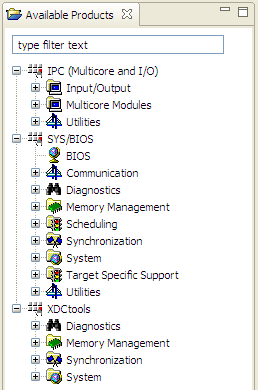 Available Products
type filter text
IPC (Multicore and I/O)
Input/Output
Multicore Modules
Utilities
SYS/BIOS
BIOS
Communication
Diagnostics
Memory Management
Scheduling
Synchronization
System
Target Specific Support
Utilities
XDCtools
Diagnostics
Memory Management
Synchronization
System